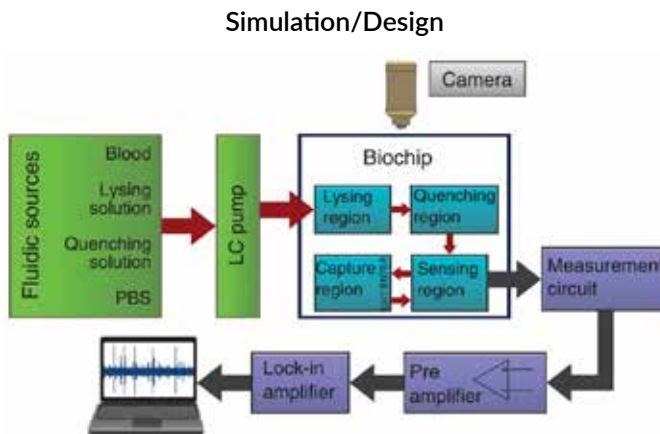 Simulation/Design
Camera
Fluidic sources
Blood
Lysing
solution
Quenching
solution
PBS
LC pump
Biochip
Lysing
region
Quenching
region
Capture
region
Sensing
region
Measurement
circuit
Pre
amplifier
Lock-in
amplifier